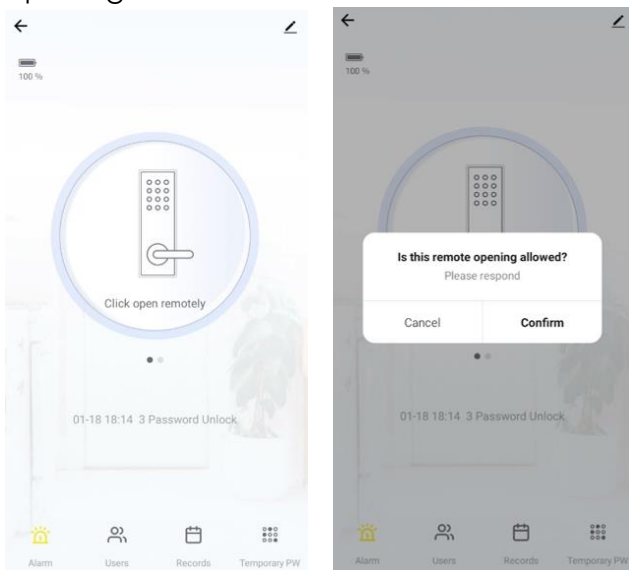 100 %
Click open remotely
01-18 18:14 3 Password Unlock
Alarm Users Records Temporary PW
100 %
Is this remote opening allowed?
Please respond
Cancel Confirm
01-18 18:14 3 Password Unlock
Alarm Users Records Temporary PW